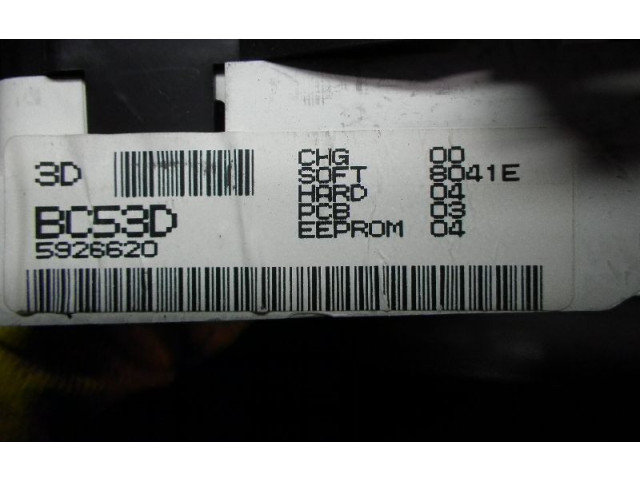 3D
BC53D
5926620
CHG 00
SOFT 8041E
HARD 04
PCB 03
EEPROM 04